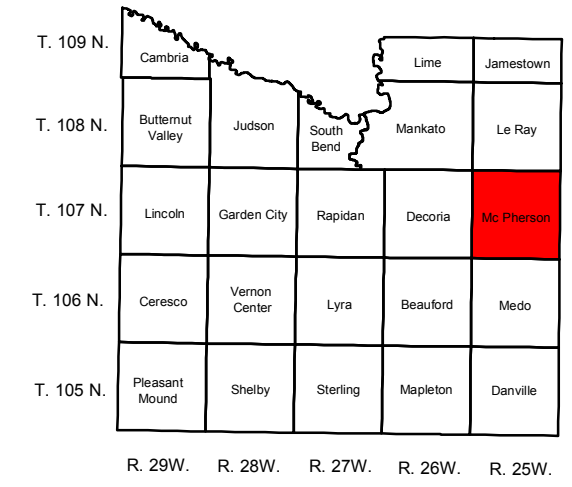 T. 109 N.
Cambria
Lime
Jamestown
T. 108 N.
Butternut
Valley
Judson
South
Bend
Mankato
Le Ray
T. 107 N.
Lincoln
Garden City
Rapidan
Decoria
Mc Pherson
T. 106 N.
Ceresco
Vernon
Center
Lyra
Beauford
Medo
T. 105 N.
Pleasant
Mound
Shelby
Sterling
Mapleton
Danville
R. 29W.
R. 28W.
R. 27W.
R. 26W.
R. 25W.